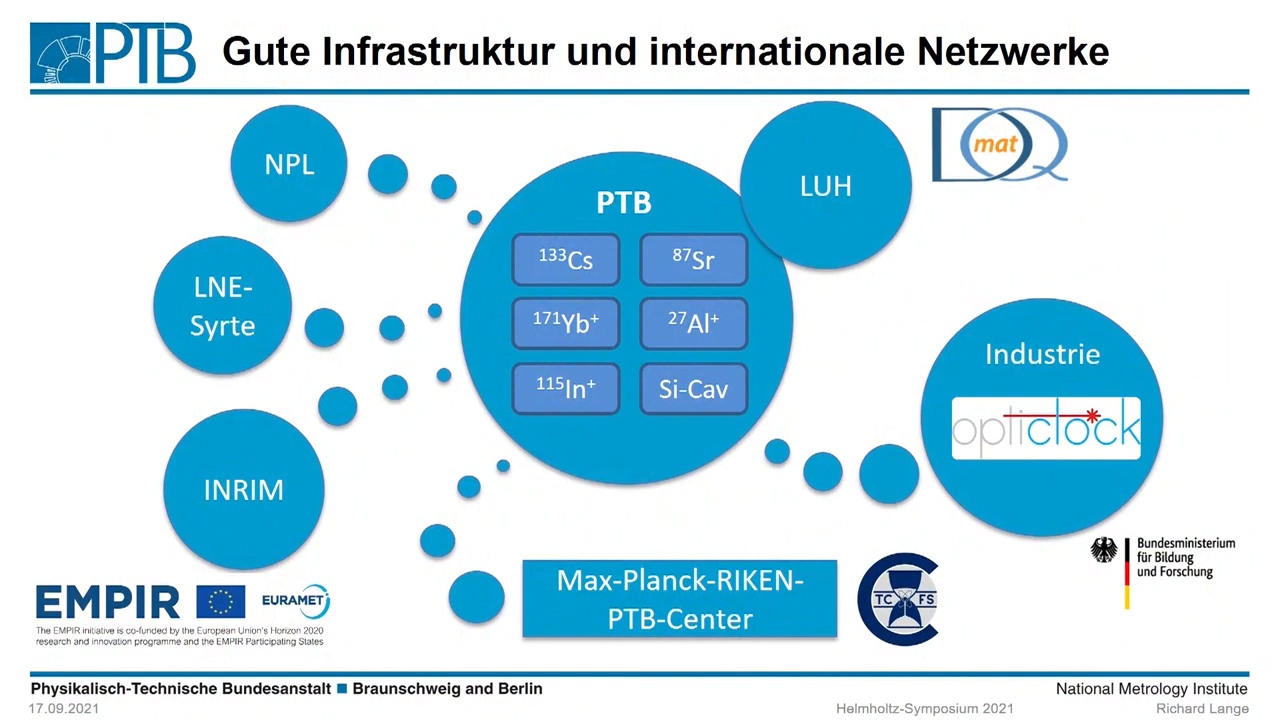 PTB
Gute Infrastruktur und internationale Netzwerke
NPL
LUH
DQ
mat
PTB
¹³³Cs
⁸⁷Sr
LNE-
Syrte
¹⁷¹Yb⁺
²⁷Al⁺
¹¹⁵In⁺
Si-Cav
Industrie
opticlock
INRIM
Max-Planck-RIKEN-
PTB-Center
TC FS
Bundesministerium
für Bildung
und Forschung
EMPIR
EURAMET
The EMPIR initiative is co-funded by the European Union's Horizon 2020
research and innovation programme and the EMPIR Participating States
Physikalisch-Technische Bundesanstalt ■ Braunschweig and Berlin
National Metrology Institute
17.09.2021
Helmholtz-Symposium 2021
Richard Lange